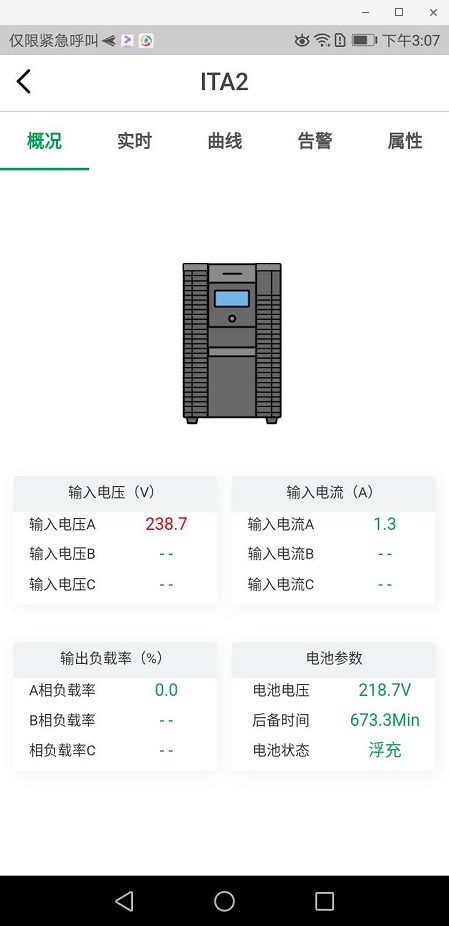 仅限紧急呼叫 下午3:07
ITA2
概况 实时 曲线 告警 属性
输入电压（V） 输入电流（A）
输入电压A 238.7 输入电流A 1.3
输入电压B -- 输入电流B --
输入电压C -- 输入电流C --
输出负载率（%） 电池参数
A相负载率 0.0 电池电压 218.7V
B相负载率 -- 后备时间 673.3Min
相负载率C -- 电池状态 浮充